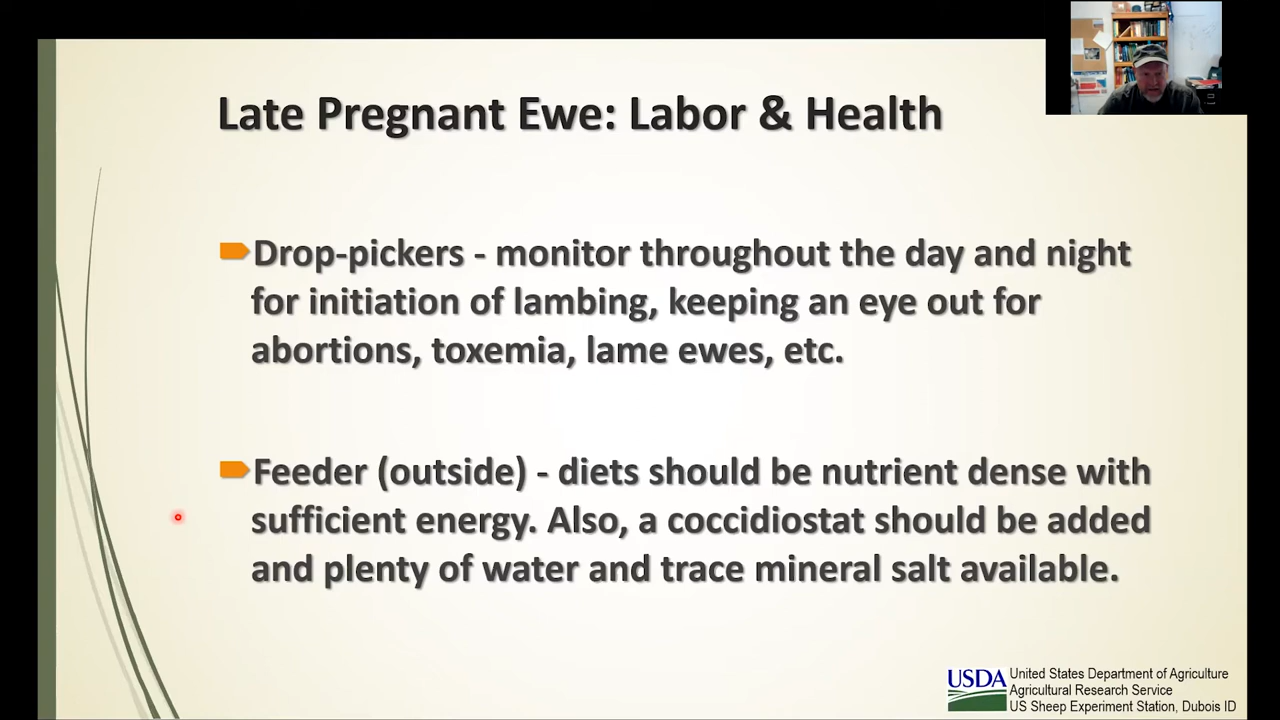 Late Pregnant Ewe: Labor & Health
Drop-pickers - monitor throughout the day and night
for initiation of lambing, keeping an eye out for
abortions, toxemia, lame ewes, etc.
Feeder (outside) - diets should be nutrient dense with
sufficient energy. Also, a coccidiostat should be added
and plenty of water and trace mineral salt available.
USDA
United States Department of Agriculture
Agricultural Research Service
US Sheep Experiment Station, Dubois ID